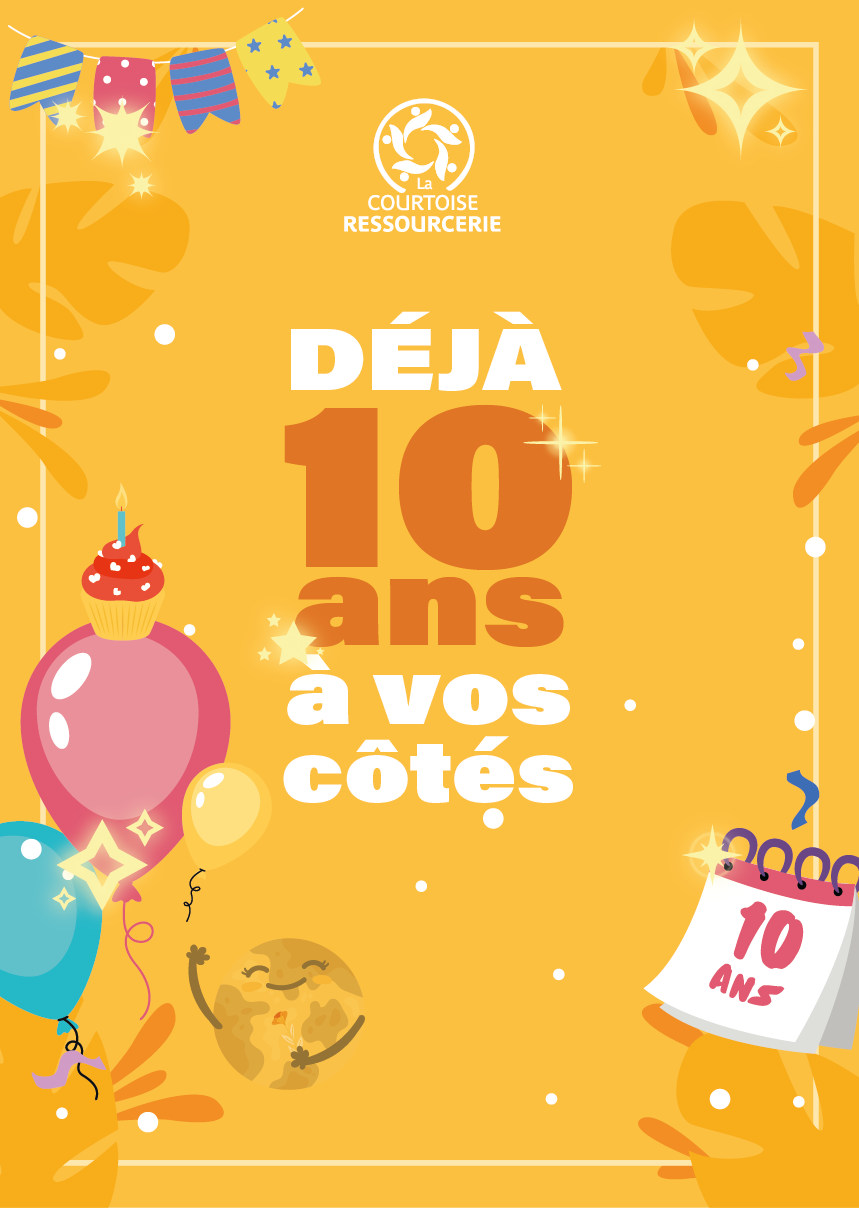 La
COURTOISE
RESSOURCERIE
DÉJÀ
10
ans
à vos
côtés
10
ANS